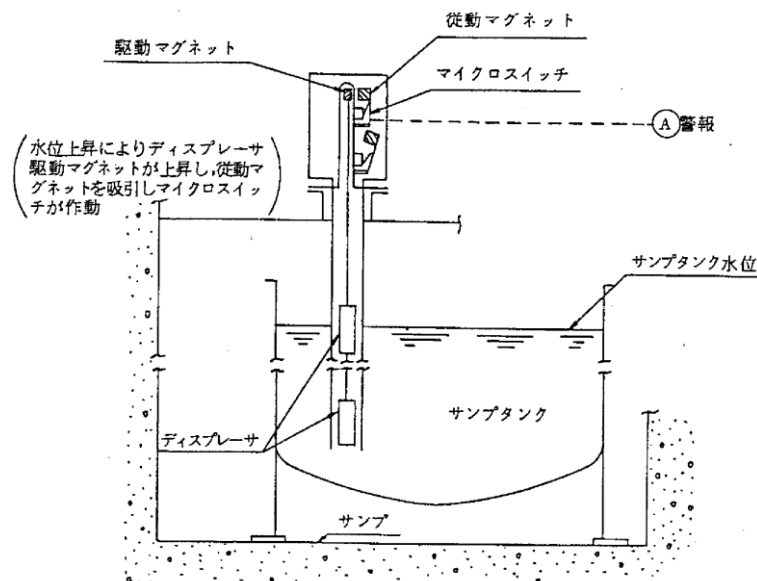 従動マグネット
駆動マグネット
マイクロスイッチ
A 警報
水位上昇によりディスプレーサ
駆動マグネットが上昇し,従動マ
グネットを吸引しマイクロスイッ
チが作動
サンプタンク水位
サンプタンク
ディスプレーサ
サンプ